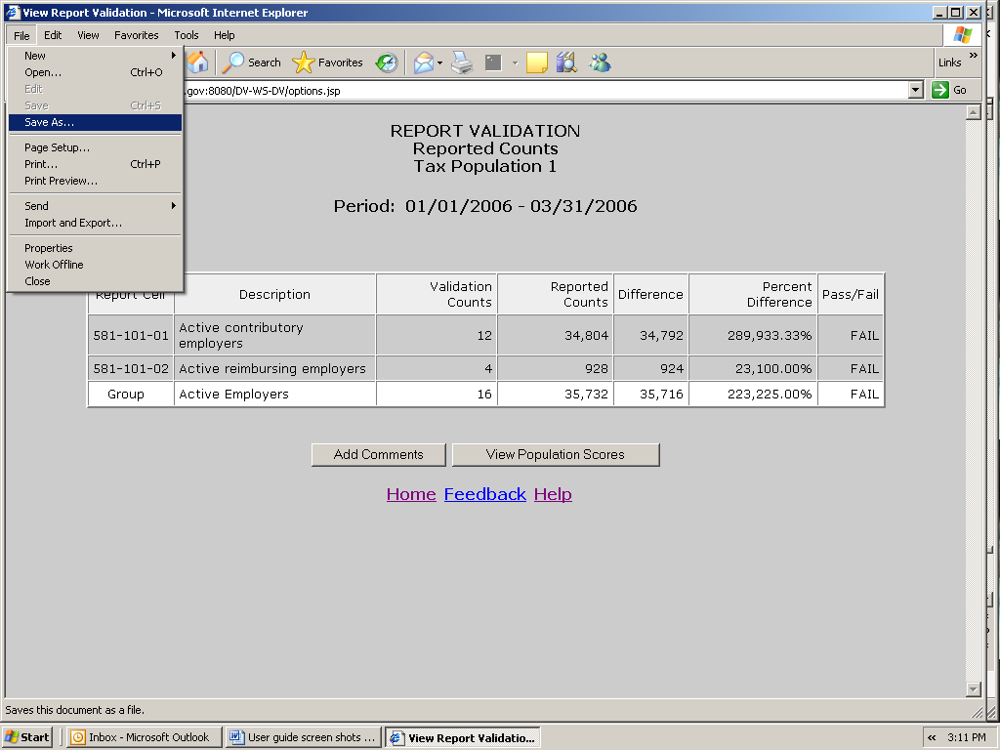 View Report Validation - Microsoft Internet Explorer
File Edit View Favorites Tools Help
New
Open... Ctrl+O
Edit
Save Ctrl+S
Save As...
Page Setup...
Print... Ctrl+P
Print Preview...
Send
Import and Export...
Properties
Work Offline
Close
Search Favorites Links »
.gov:8080/DV-WS-DV/options.jsp Go
REPORT VALIDATION
Reported Counts
Tax Population 1
Period: 01/01/2006 - 03/31/2006
Report Cell Description Validation Counts Reported Counts Difference Percent Difference Pass/Fail
581-101-01 Active contributory employers 12 34,804 34,792 289,933.33% FAIL
581-101-02 Active reimbursing employers 4 928 924 23,100.00% FAIL
Group Active Employers 16 35,732 35,716 223,225.00% FAIL
Add Comments View Population Scores
Home Feedback Help
Saves this document as a file.
Start Inbox - Microsoft Outlook User guide screen shots ... View Report Validatio... « 3:11 PM